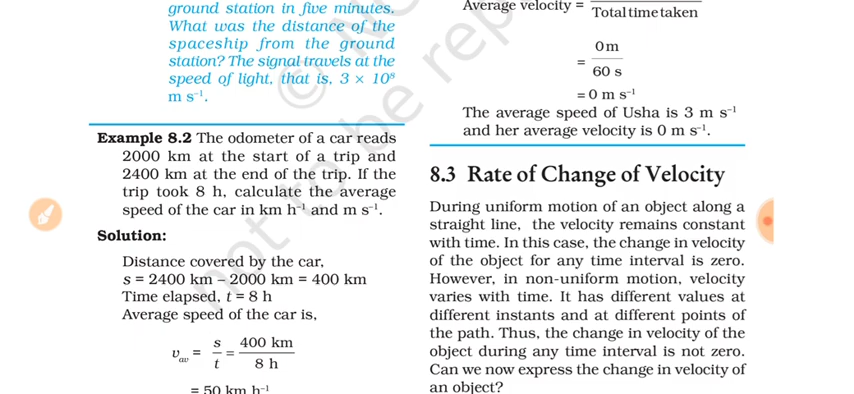 ground station in five minutes.
What was the distance of the
spaceship from the ground
station? The signal travels at the
speed of light, that is, 3 × 10⁸
m s⁻¹.
Example 8.2 The odometer of a car reads
2000 km at the start of a trip and
2400 km at the end of the trip. If the
trip took 8 h, calculate the average
speed of the car in km h⁻¹ and m s⁻¹.
Solution:
Distance covered by the car,
s = 2400 km – 2000 km = 400 km
Time elapsed, t = 8 h
Average speed of the car is,
v_av = s/t = 400 km / 8 h
= 50 km h⁻¹
Average velocity = / Total time taken
= 0 m / 60 s
= 0 m s⁻¹
The average speed of Usha is 3 m s⁻¹
and her average velocity is 0 m s⁻¹.
8.3 Rate of Change of Velocity
During uniform motion of an object along a
straight line, the velocity remains constant
with time. In this case, the change in velocity
of the object for any time interval is zero.
However, in non-uniform motion, velocity
varies with time. It has different values at
different instants and at different points of
the path. Thus, the change in velocity of the
object during any time interval is not zero.
Can we now express the change in velocity of
an object?
not to be rep